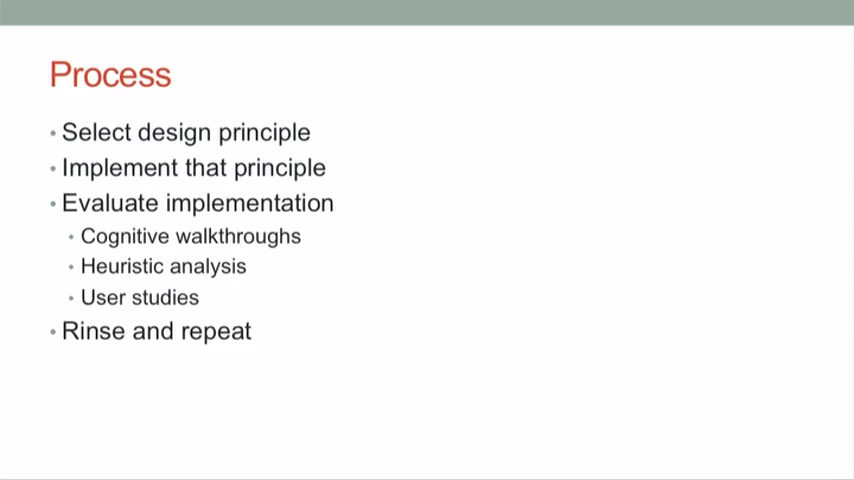 Process
• Select design principle
• Implement that principle
• Evaluate implementation
• Cognitive walkthroughs
• Heuristic analysis
• User studies
• Rinse and repeat